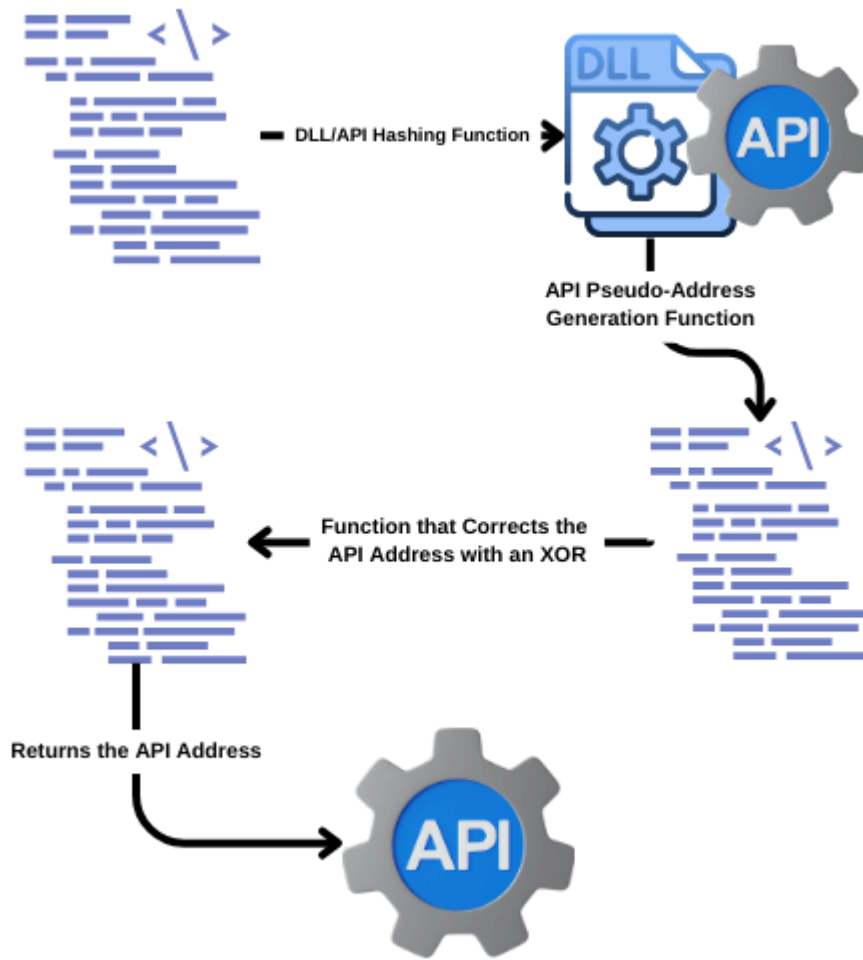 </>
DLL
API
DLL/API Hashing Function
API Pseudo-Address
Generation Function
</>
</>
Function that Corrects the
API Address with an XOR
Returns the API Address
API